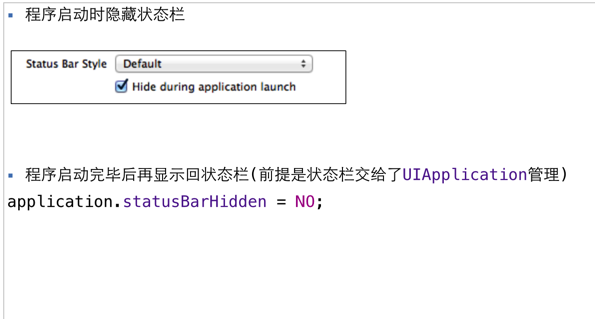 程序启动时隐藏状态栏
Status Bar Style Default
Hide during application launch
程序启动完毕后再显示回状态栏(前提是状态栏交给了UIApplication管理)
application.statusBarHidden = NO;